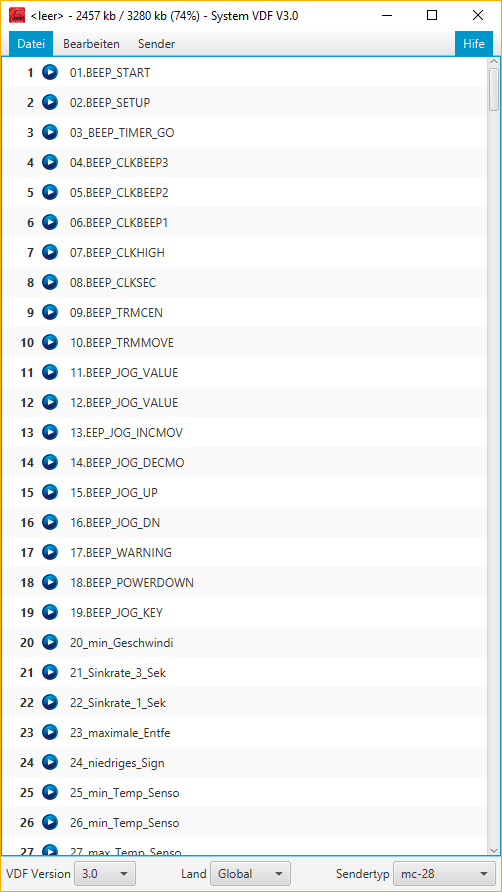 <leer> - 2457 kb / 3280 kb (74%) - System VDF V3.0
Datei Bearbeiten Sender Hife
1 01.BEEP_START
2 02.BEEP_SETUP
3 03_BEEP_TIMER_GO
4 04.BEEP_CLKBEEP3
5 05.BEEP_CLKBEEP2
6 06.BEEP_CLKBEEP1
7 07.BEEP_CLKHIGH
8 08.BEEP_CLKSEC
9 09.BEEP_TRMCEN
10 10.BEEP_TRMMOVE
11 11.BEEP_JOG_VALUE
12 12.BEEP_JOG_VALUE
13 13.EEP_JOG_INCMOV
14 14.BEEP_JOG_DECMO
15 15.BEEP_JOG_UP
16 16.BEEP_JOG_DN
17 17.BEEP_WARNING
18 18.BEEP_POWERDOWN
19 19.BEEP_JOG_KEY
20 20_min_Geschwindi
21 21_Sinkrate_3_Sek
22 22_Sinkrate_1_Sek
23 23_maximale_Entfe
24 24_niedriges_Sign
25 25_min_Temp_Senso
26 26_min_Temp_Senso
27 27_max_Temp_Senso
VDF Version 3.0 Land Global Sendertyp mc-28